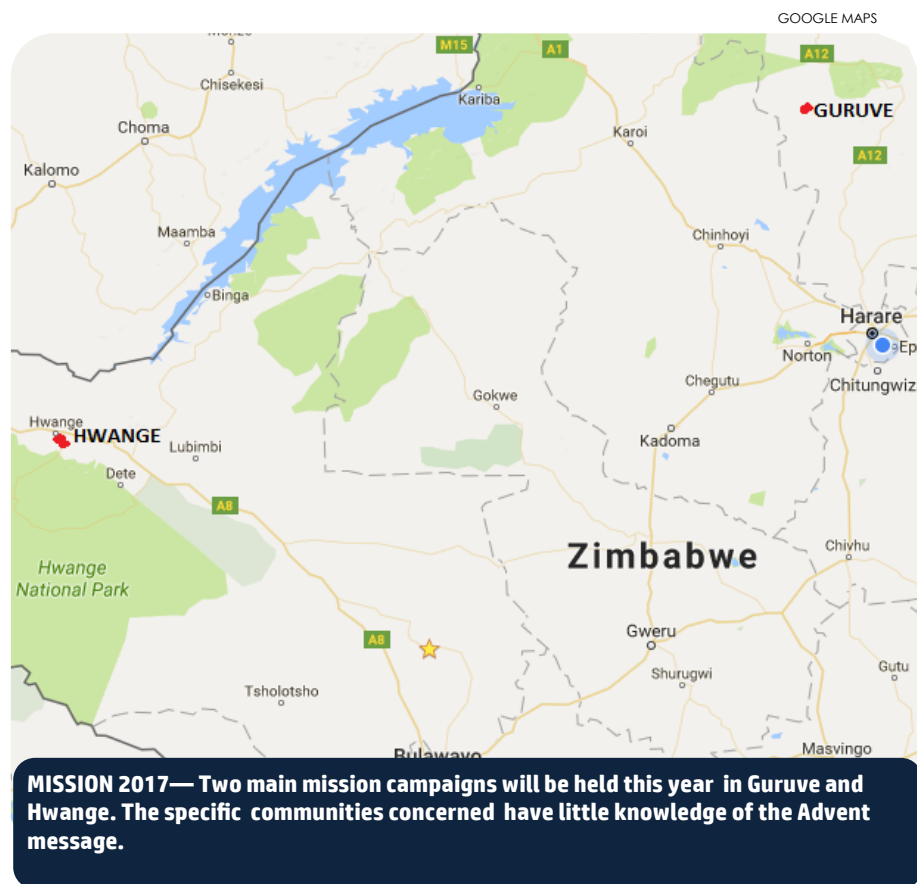 GOOGLE MAPS
M15
A1
A12
Chisekesi
Kariba
GURUVE
Choma
Karoi
A12
Kalomo
Maamba
Chinhoyi
Binga
Harare
Ep
Norton
Chitungwiz
Chegutu
Gokwe
Hwange
HWANGE
Kadoma
Lubimbi
Dete
A8
Zimbabwe
Chivhu
Hwange
National Park
Gweru
A8
Gutu
Shurugwi
Tsholotsho
Masvingo
Bulawayo
MISSION 2017— Two main mission campaigns will be held this year in Guruve and
Hwange. The specific communities concerned have little knowledge of the Advent
message.